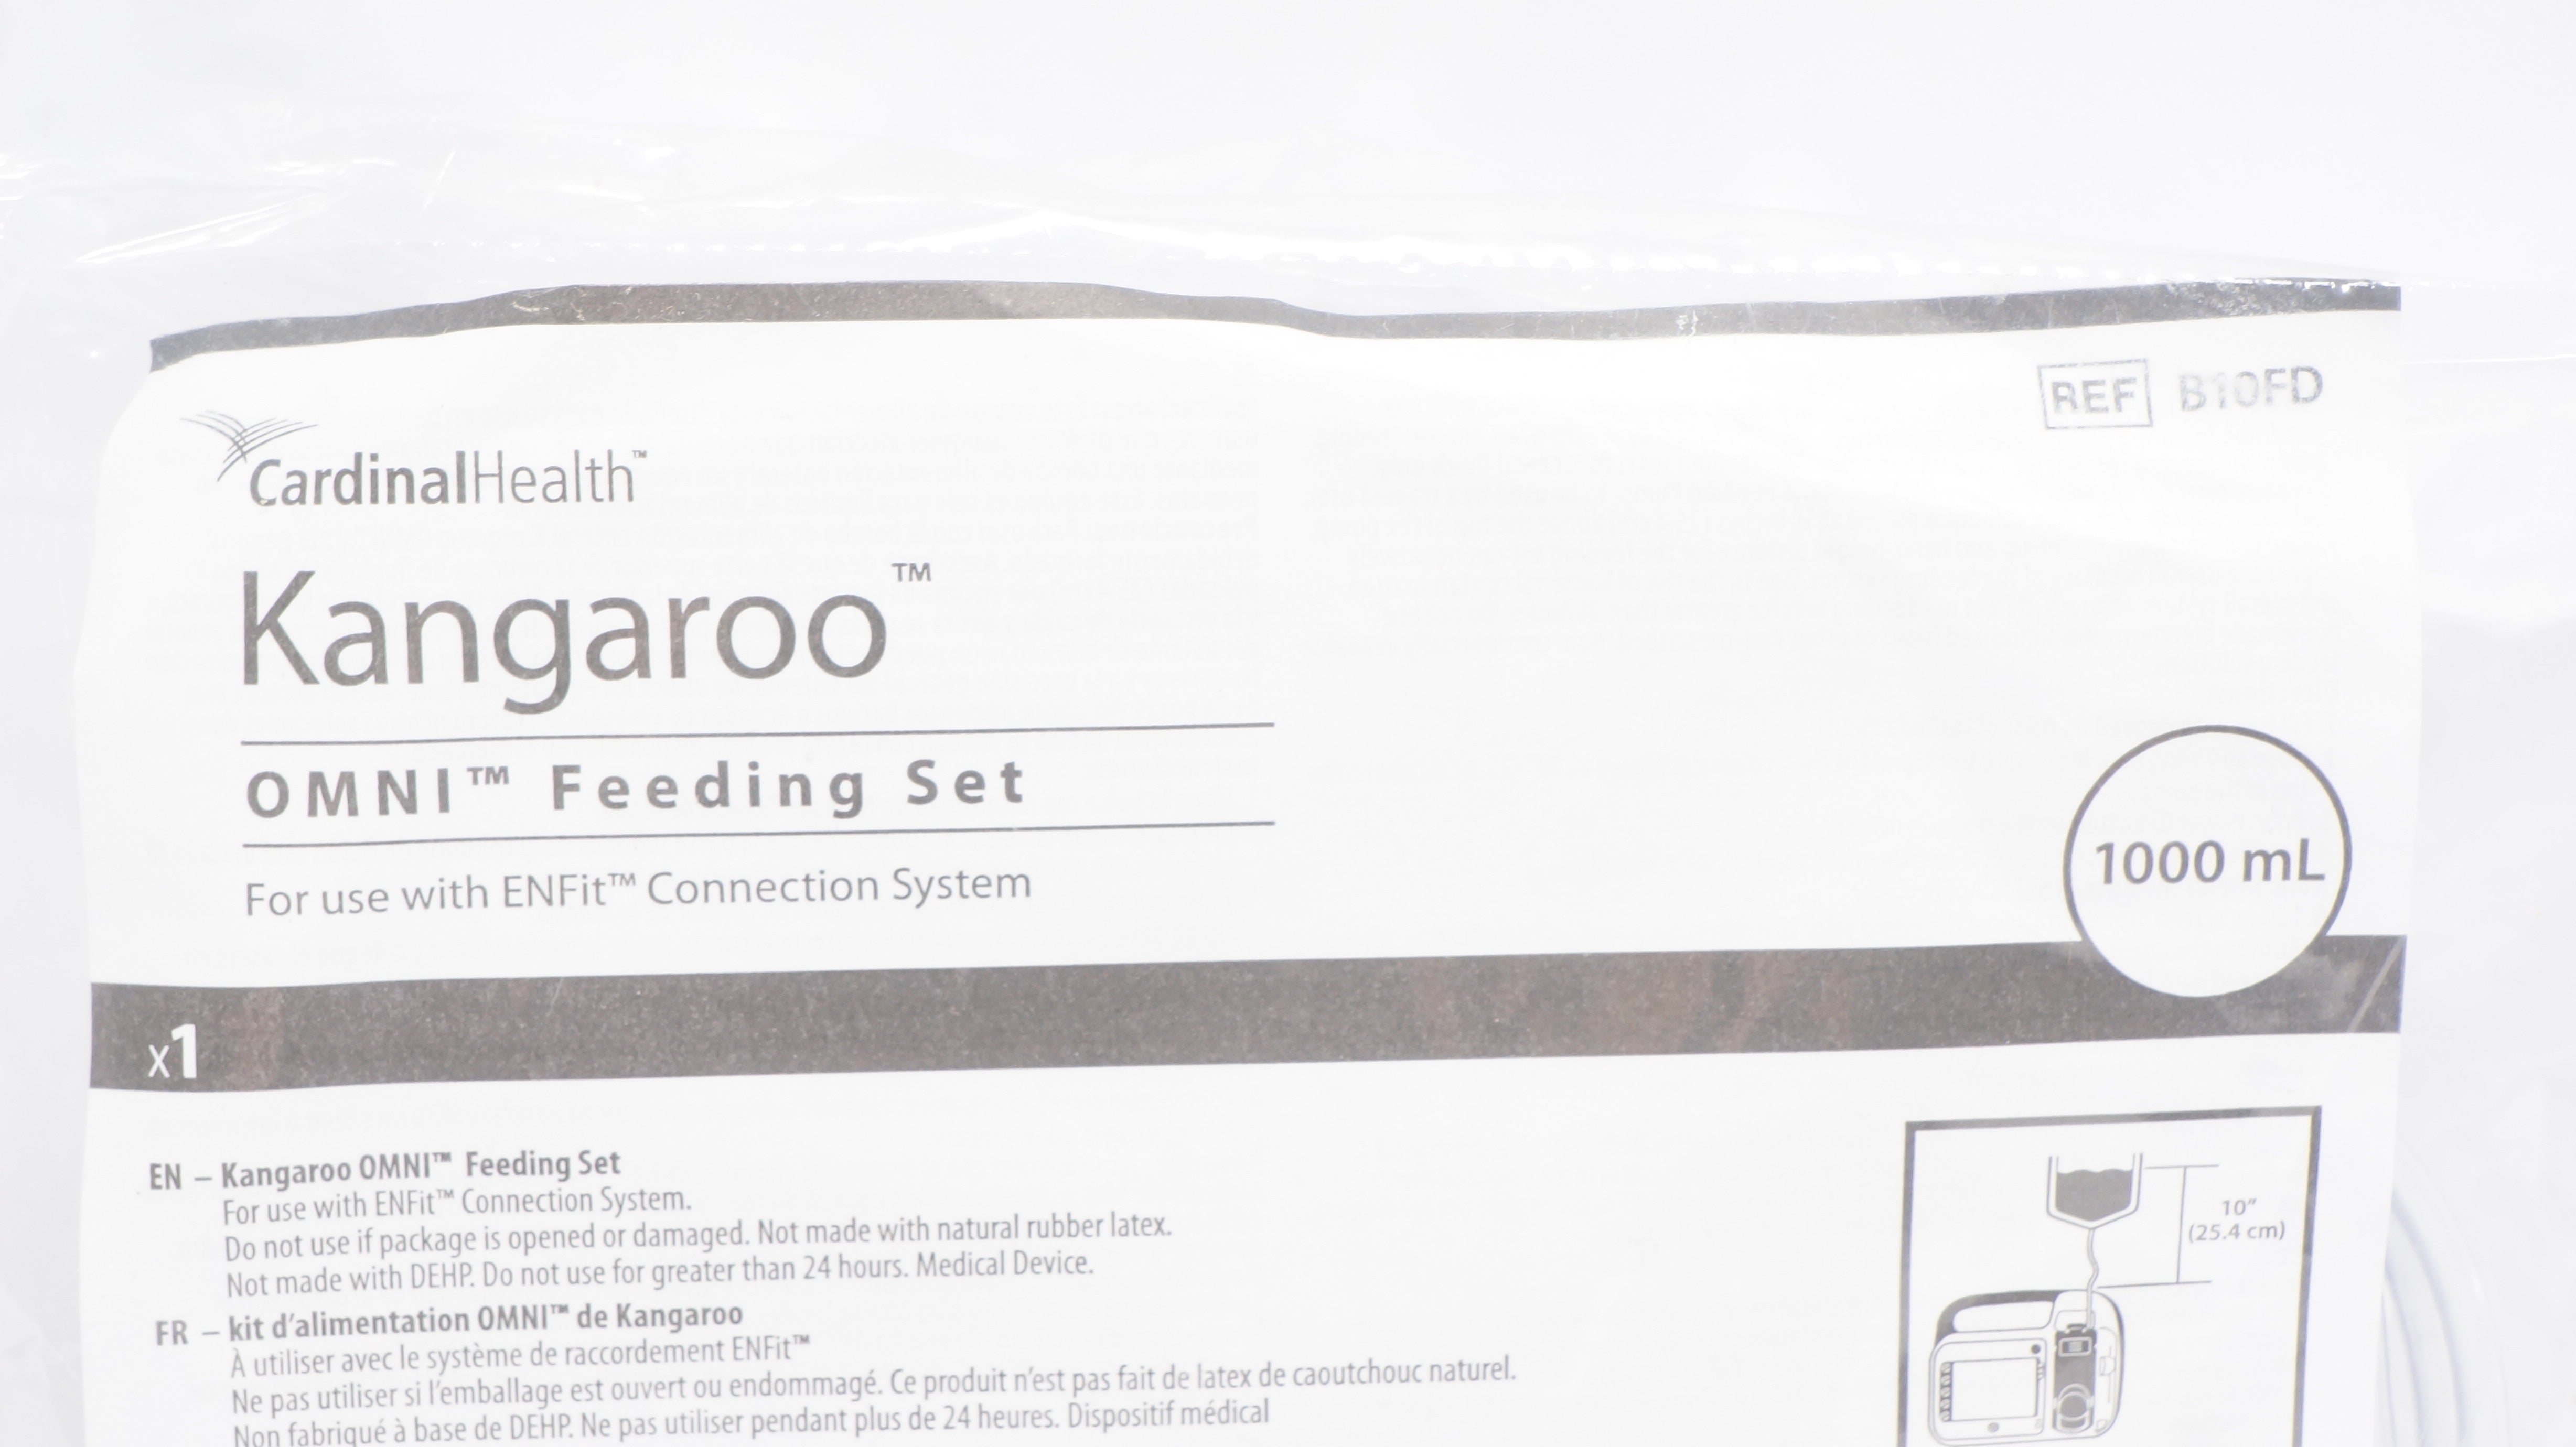 REF B10FD
CardinalHealth™
Kangaroo™
OMNI™ Feeding Set
For use with ENFit™ Connection System
1000 mL
x1
EN – Kangaroo OMNI™ Feeding Set
For use with ENFit™ Connection System.
Do not use if package is opened or damaged. Not made with natural rubber latex.
Not made with DEHP. Do not use for greater than 24 hours. Medical Device.
FR – kit d'alimentation OMNI™ de Kangaroo
À utiliser avec le système de raccordement ENFit™
Ne pas utiliser si l'emballage est ouvert ou endommagé. Ce produit n'est pas fait de latex de caoutchouc naturel.
Non fabriqué à base de DEHP. Ne pas utiliser pendant plus de 24 heures. Dispositif médical
10"
(25.4 cm)